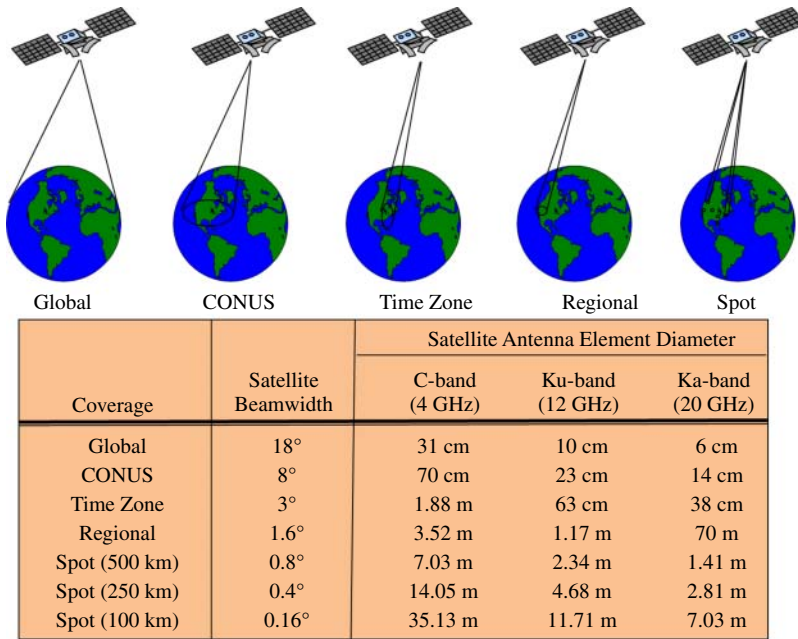 Global CONUS Time Zone Regional Spot
Satellite Antenna Element Diameter
Coverage Satellite Beamwidth C-band (4 GHz) Ku-band (12 GHz) Ka-band (20 GHz)
Global 18° 31 cm 10 cm 6 cm
CONUS 8° 70 cm 23 cm 14 cm
Time Zone 3° 1.88 m 63 cm 38 cm
Regional 1.6° 3.52 m 1.17 m 70 m
Spot (500 km) 0.8° 7.03 m 2.34 m 1.41 m
Spot (250 km) 0.4° 14.05 m 4.68 m 2.81 m
Spot (100 km) 0.16° 35.13 m 11.71 m 7.03 m